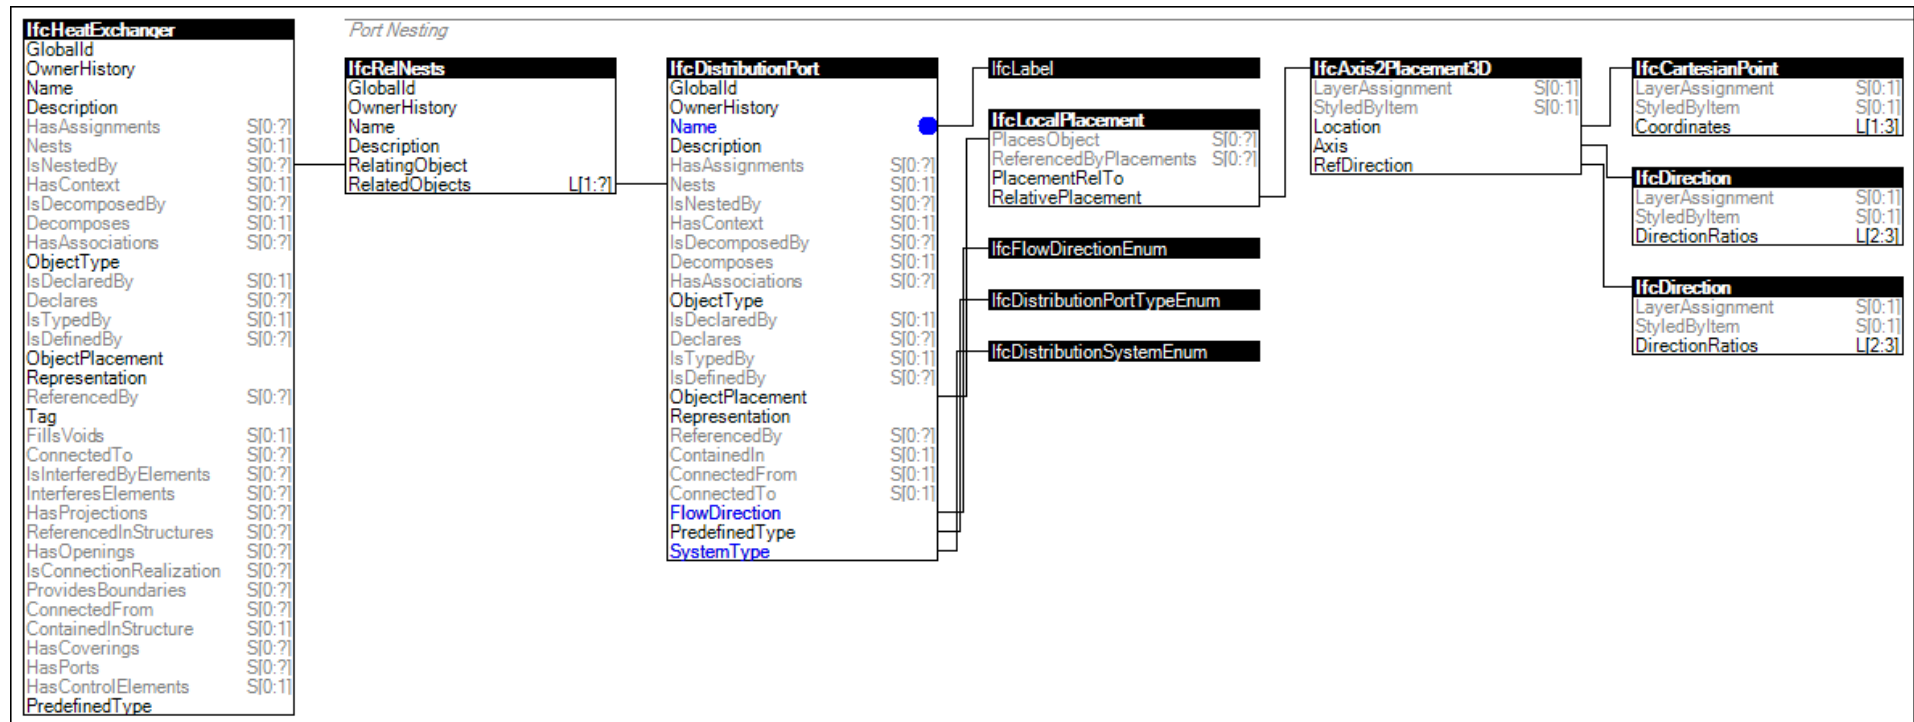 IfcHeatExchanger
GlobalId
OwnerHistory
Name
Description
HasAssignments S[0:?]
Nests S[0:1]
IsNestedBy S[0:?]
HasContext S[0:1]
IsDecomposedBy S[0:?]
Decomposes S[0:1]
HasAssociations S[0:?]
ObjectType
IsDeclaredBy S[0:1]
Declares S[0:?]
IsTypedBy S[0:1]
IsDefinedBy S[0:?]
ObjectPlacement
Representation
ReferencedBy S[0:?]
Tag
FillsVoids S[0:1]
ConnectedTo S[0:?]
IsInterferedByElements S[0:?]
InterferesElements S[0:?]
HasProjections S[0:?]
ReferencedInStructures S[0:?]
HasOpenings S[0:?]
IsConnectionRealization S[0:?]
ProvidesBoundaries S[0:?]
ConnectedFrom S[0:?]
ContainedInStructure S[0:1]
HasCoverings S[0:?]
HasPorts S[0:?]
HasControlElements S[0:1]
PredefinedType
Port Nesting
IfcRelNests
GlobalId
OwnerHistory
Name
Description
RelatingObject
RelatedObjects L[1:?]
IfcDistributionPort
GlobalId
OwnerHistory
Name
Description
HasAssignments S[0:?]
Nests S[0:1]
IsNestedBy S[0:?]
HasContext S[0:1]
IsDecomposedBy S[0:?]
Decomposes S[0:1]
HasAssociations S[0:?]
ObjectType
IsDeclaredBy S[0:1]
Declares S[0:?]
IsTypedBy S[0:1]
IsDefinedBy S[0:?]
ObjectPlacement
Representation
ReferencedBy S[0:?]
ContainedIn S[0:1]
ConnectedFrom S[0:1]
ConnectedTo S[0:1]
FlowDirection
PredefinedType
SystemType
IfcLabel
IfcLocalPlacement
PlacesObject S[0:?]
ReferencedByPlacements S[0:?]
PlacementRelTo
RelativePlacement
IfcFlowDirectionEnum
IfcDistributionPortTypeEnum
IfcDistributionSystemEnum
IfcAxis2Placement3D
LayerAssignment S[0:1]
StyledByItem S[0:1]
Location
Axis
RefDirection
IfcCartesianPoint
LayerAssignment S[0:1]
StyledByItem S[0:1]
Coordinates L[1:3]
IfcDirection
LayerAssignment S[0:1]
StyledByItem S[0:1]
DirectionRatios L[2:3]
IfcDirection
LayerAssignment S[0:1]
StyledByItem S[0:1]
DirectionRatios L[2:3]